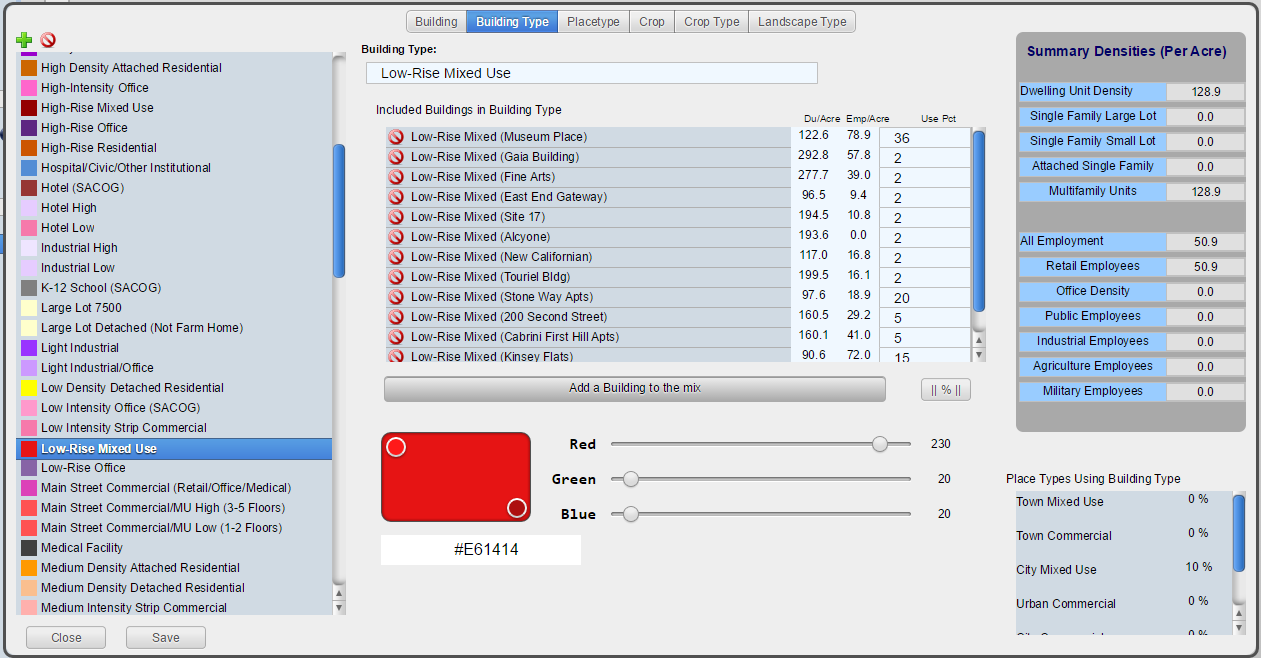 Building Building Type Placetype Crop Crop Type Landscape Type
High Density Attached Residential
High-Intensity Office
High-Rise Mixed Use
High-Rise Office
High-Rise Residential
Hospital/Civic/Other Institutional
Hotel (SACOG)
Hotel High
Hotel Low
Industrial High
Industrial Low
K-12 School (SACOG)
Large Lot 7500
Large Lot Detached (Not Farm Home)
Light Industrial
Light Industrial/Office
Low Density Detached Residential
Low Intensity Office (SACOG)
Low Intensity Strip Commercial
Low-Rise Mixed Use
Low-Rise Office
Main Street Commercial (Retail/Office/Medical)
Main Street Commercial/MU High (3-5 Floors)
Main Street Commercial/MU Low (1-2 Floors)
Medical Facility
Medium Density Attached Residential
Medium Density Detached Residential
Medium Intensity Strip Commercial
Close Save
Building Type:
Low-Rise Mixed Use
Included Buildings in Building Type
Du/Acre Emp/Acre Use Pct
Low-Rise Mixed (Museum Place) 122.6 78.9 36
Low-Rise Mixed (Gaia Building) 292.8 57.8 2
Low-Rise Mixed (Fine Arts) 277.7 39.0 2
Low-Rise Mixed (East End Gateway) 96.5 9.4 2
Low-Rise Mixed (Site 17) 194.5 10.8 2
Low-Rise Mixed (Alcyone) 193.6 0.0 2
Low-Rise Mixed (New Californian) 117.0 16.8 2
Low-Rise Mixed (Touriel Bldg) 199.5 16.1 2
Low-Rise Mixed (Stone Way Apts) 97.6 18.9 20
Low-Rise Mixed (200 Second Street) 160.5 29.2 5
Low-Rise Mixed (Cabrini First Hill Apts) 160.1 41.0 5
Low-Rise Mixed (Kinsey Flats) 90.6 72.0 15
Add a Building to the mix || % ||
Red 230
Green 20
Blue 20
#E61414
Summary Densities (Per Acre)
Dwelling Unit Density 128.9
Single Family Large Lot 0.0
Single Family Small Lot 0.0
Attached Single Family 0.0
Multifamily Units 128.9
All Employment 50.9
Retail Employees 50.9
Office Density 0.0
Public Employees 0.0
Industrial Employees 0.0
Agriculture Employees 0.0
Military Employees 0.0
Place Types Using Building Type
Town Mixed Use 0 %
Town Commercial 0 %
City Mixed Use 10 %
Urban Commercial 0 %